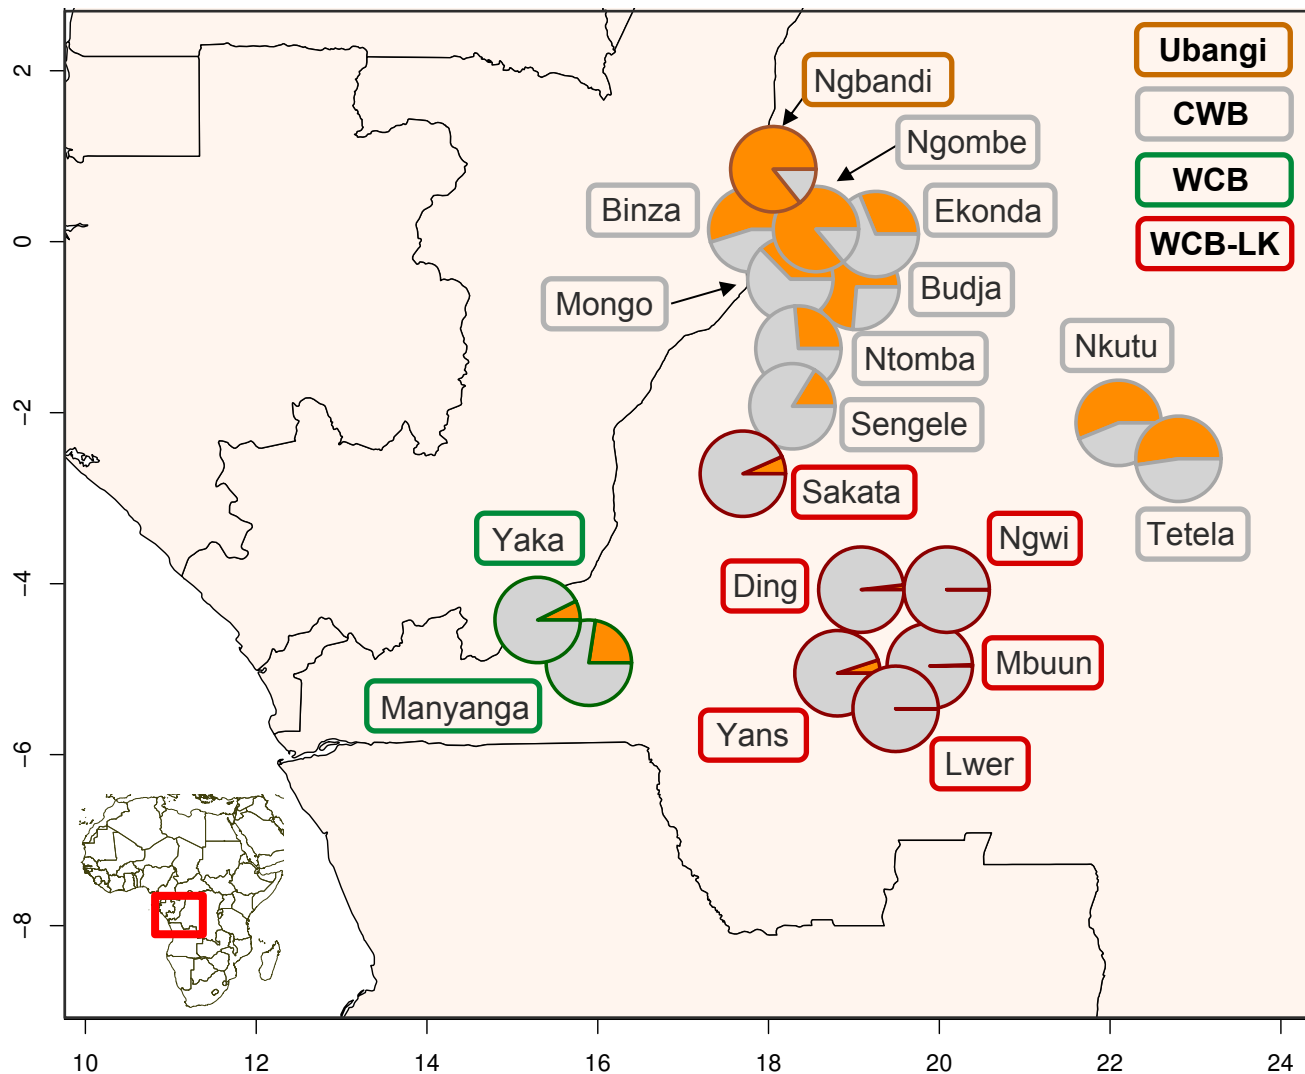 Ubangi
CWB
WCB
WCB-LK
Ngbandi
Ngombe
Binza
Ekonda
Mongo
Budja
Ntomba
Nkutu
Sengele
Sakata
Tetela
Yaka
Ngwi
Ding
Manyanga
Mbuun
Yans
Lwer
2
0
−2
−4
−6
−8
10 12 14 16 18 20 22 24